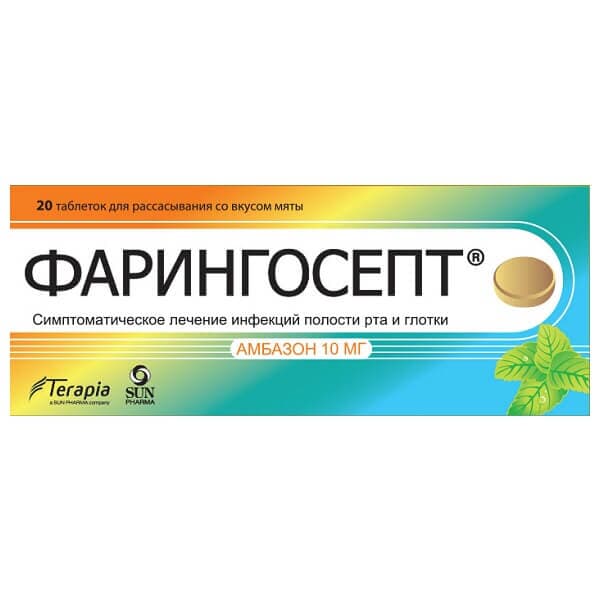 20 таблеток для рассасывания со вкусом мяты
ФАРИНГОСЕПТ®
Симптоматическое лечение инфекций полости рта и глотки
АМБАЗОН 10 МГ
Terapia
a SUN PHARMA company
SUN
PHARMA